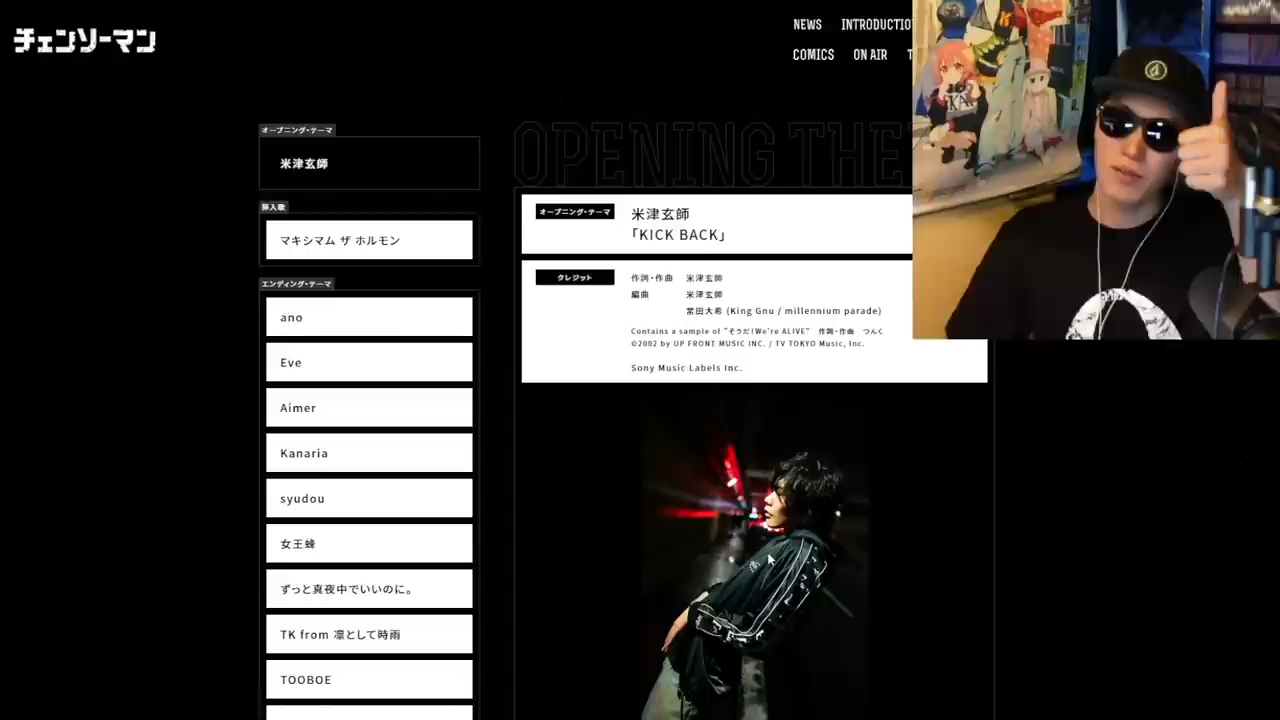 チェンソーマン
NEWS INTRODUCTIO
COMICS ON AIR T
オープニング・テーマ
米津玄師
挿入歌
マキシマム ザ ホルモン
エンディング・テーマ
ano
Eve
Aimer
Kanaria
syudou
女王蜂
ずっと真夜中でいいのに。
TK from 凛として時雨
TOOBOE
OPENING THE
オープニング・テーマ
米津玄師
「KICK BACK」
クレジット
作詞・作曲 米津玄師
編曲 米津玄師
常田大希 (King Gnu / millennium parade)
Contains a sample of "そうだ!We're ALIVE" 作詞・作曲 つんく
©2002 by UP FRONT MUSIC INC. / TV TOKYO Music, Inc.
Sony Music Labels Inc.